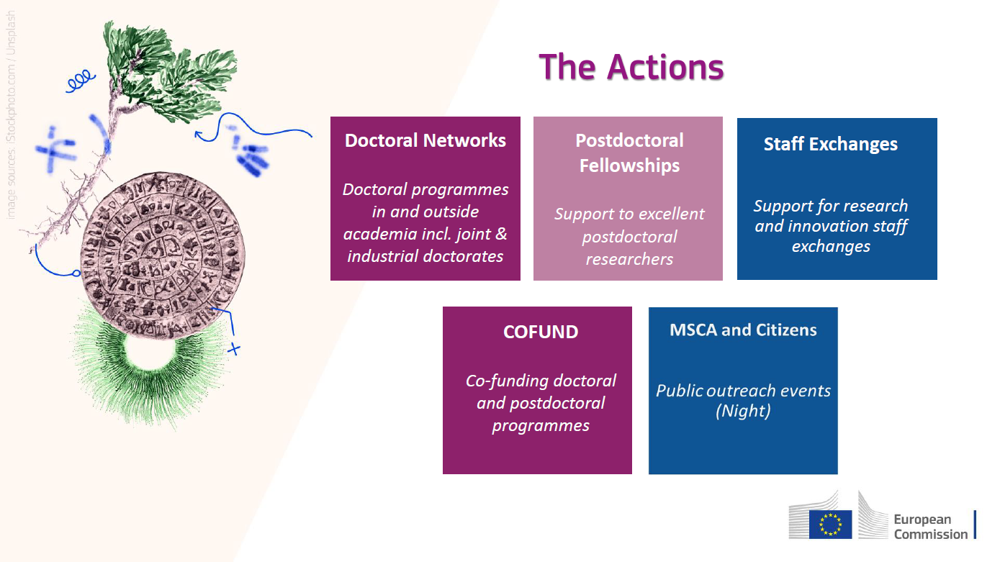 image sources: iStockphoto.com / Unsplash
The Actions
Doctoral Networks
Doctoral programmes
in and outside
academia incl. joint &
industrial doctorates
Postdoctoral
Fellowships
Support to excellent
postdoctoral
researchers
Staff Exchanges
Support for research
and innovation staff
exchanges
COFUND
Co-funding doctoral
and postdoctoral
programmes
MSCA and Citizens
Public outreach events
(Night)
European
Commission